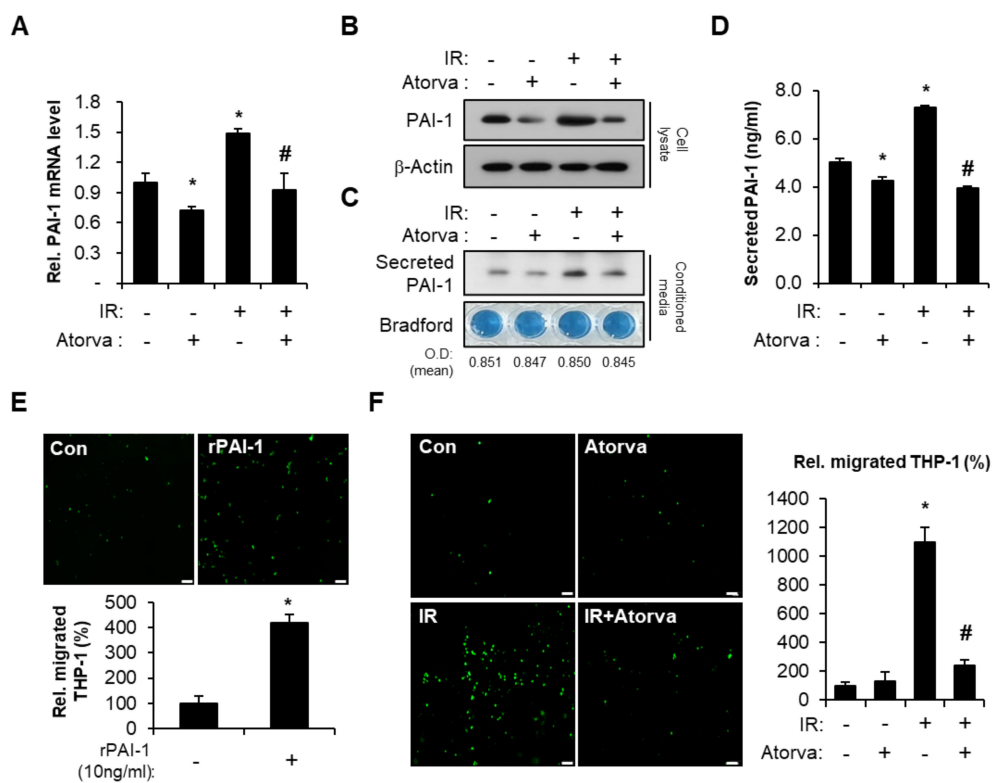 A
Rel. PAI-1 mRNA level
1.8
1.5
1.2
0.9
0.6
0.3
-
*
*
#
IR: - - + +
Atorva : - + - +
B
IR: - - + +
Atorva : - + - +
PAI-1
β-Actin
Cell
lysate
C
IR: - - + +
Atorva : - + - +
Secreted
PAI-1
Bradford
Conditioned
media
O.D:
(mean)
0.851 0.847 0.850 0.845
D
Secreted PAI-1 (ng/ml)
8.0
6.0
4.0
2.0
0.0
*
*
#
IR: - - + +
Atorva : - + - +
E
Con
rPAI-1
Rel. migrated
THP-1 (%)
500
400
300
200
100
0
*
rPAI-1
(10ng/ml):
- +
F
Con
Atorva
IR
IR+Atorva
Rel. migrated THP-1 (%)
1400
1200
1000
800
600
400
200
0
*
#
IR: - - + +
Atorva: - + - +